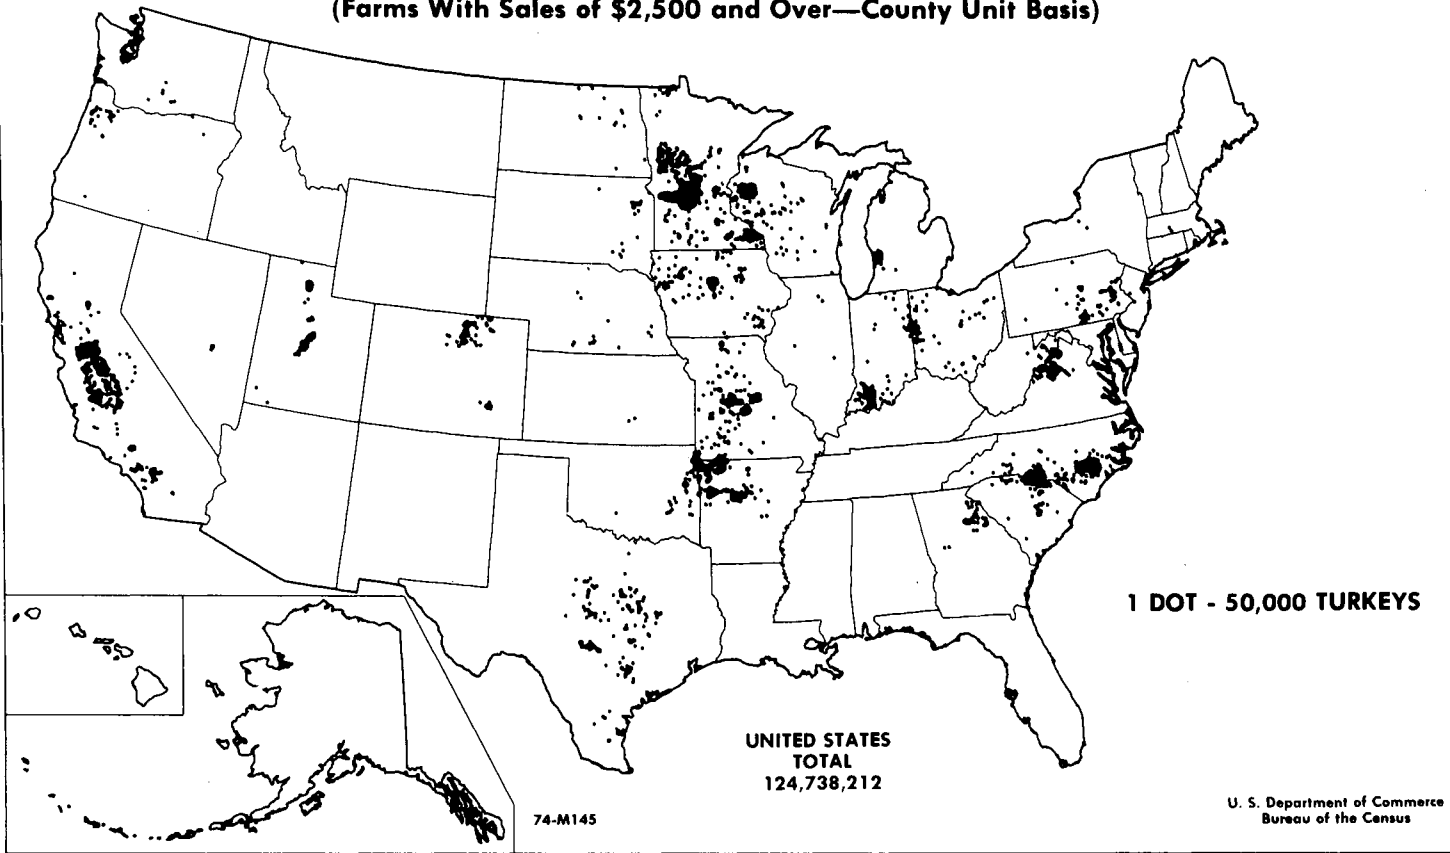 (Farms With Sales of $2,500 and Over—County Unit Basis)
1 DOT - 50,000 TURKEYS
UNITED STATES
TOTAL
124,738,212
74-M145
U. S. Department of Commerce
Bureau of the Census